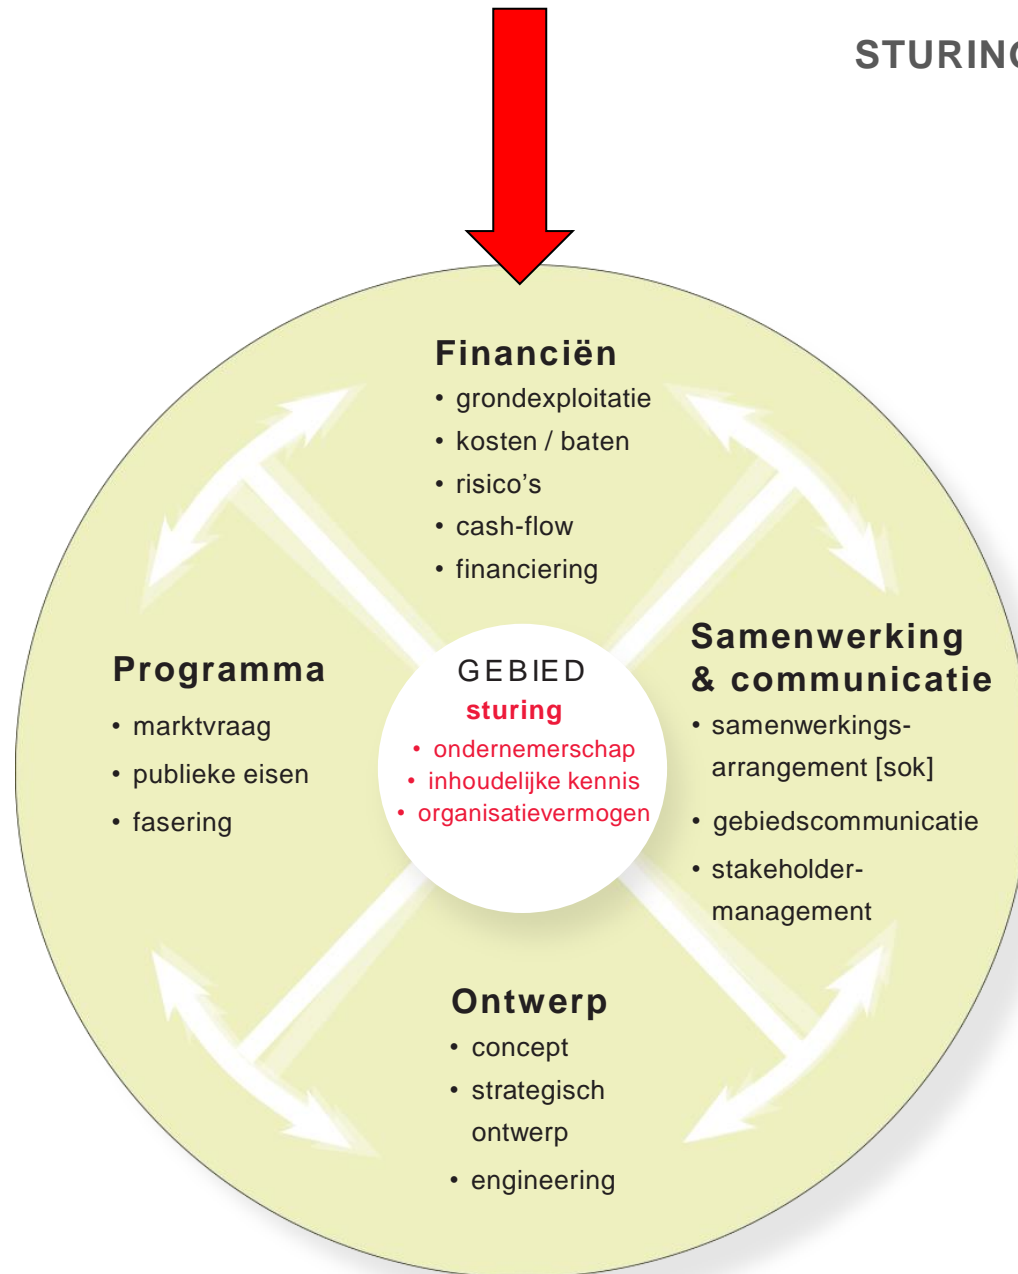 STURING
Financiën
• grondexploitatie
• kosten / baten
• risico’s
• cash-flow
• financiering
Programma
• marktvraag
• publieke eisen
• fasering
GEBIED
sturing
• ondernemerschap
• inhoudelijke kennis
• organisatievermogen
Samenwerking
& communicatie
• samenwerkings-
arrangement [sok]
• gebiedscommunicatie
• stakeholder-
management
Ontwerp
• concept
• strategisch
ontwerp
• engineering